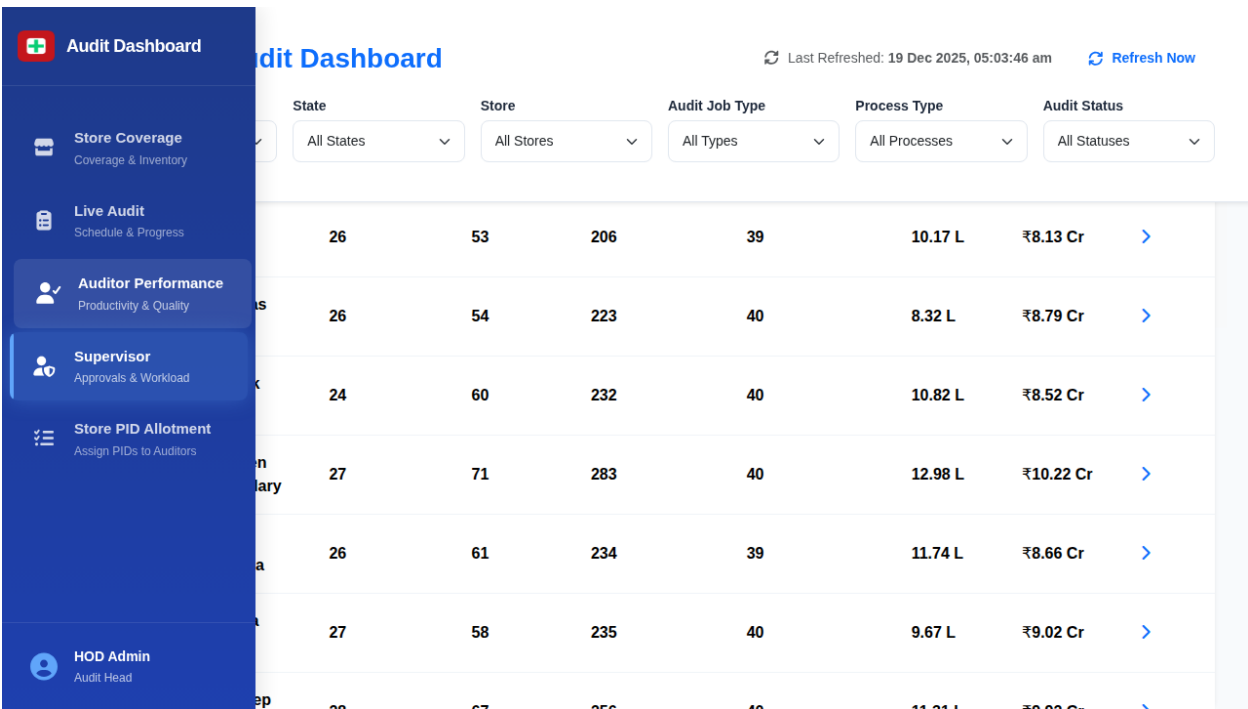 Audit Dashboard
dit Dashboard
Last Refreshed: 19 Dec 2025, 05:03:46 am
Refresh Now
State
Store
Audit Job Type
Process Type
Audit Status
All States
All Stores
All Types
All Processes
All Statuses
Store Coverage
Coverage & Inventory
Live Audit
Schedule & Progress
Auditor Performance
Productivity & Quality
Supervisor
Approvals & Workload
Store PID Allotment
Assign PIDs to Auditors
HOD Admin
Audit Head
26 53 206 39 10.17 L ₹8.13 Cr
as
26 54 223 40 8.32 L ₹8.79 Cr
k
24 60 232 40 10.82 L ₹8.52 Cr
en
lary
27 71 283 40 12.98 L ₹10.22 Cr
a
26 61 234 39 11.74 L ₹8.66 Cr
a
27 58 235 40 9.67 L ₹9.02 Cr
ep